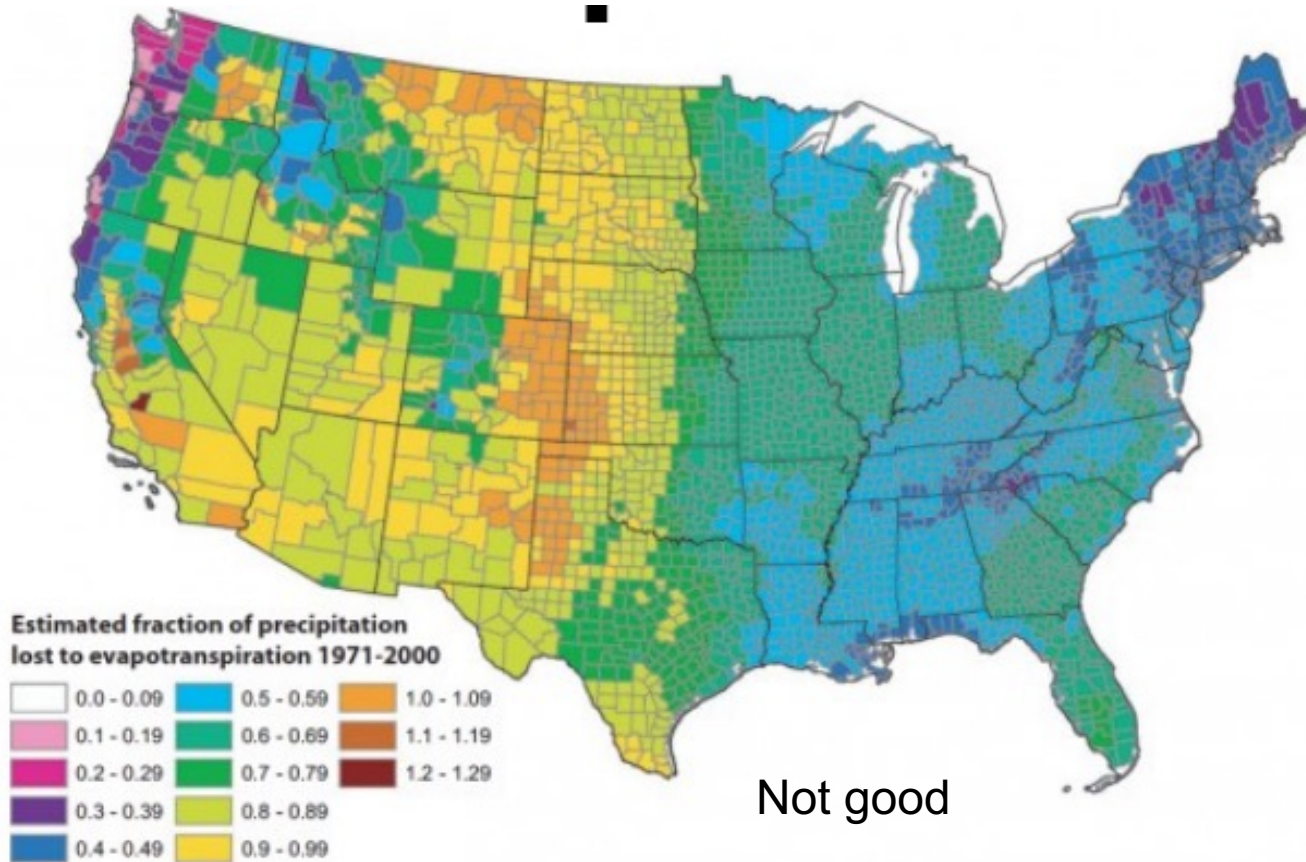 Estimated fraction of precipitation
lost to evapotranspiration 1971-2000
0.0 - 0.09
0.1 - 0.19
0.2 - 0.29
0.3 - 0.39
0.4 - 0.49
0.5 - 0.59
0.6 - 0.69
0.7 - 0.79
0.8 - 0.89
0.9 - 0.99
1.0 - 1.09
1.1 - 1.19
1.2 - 1.29
Not good